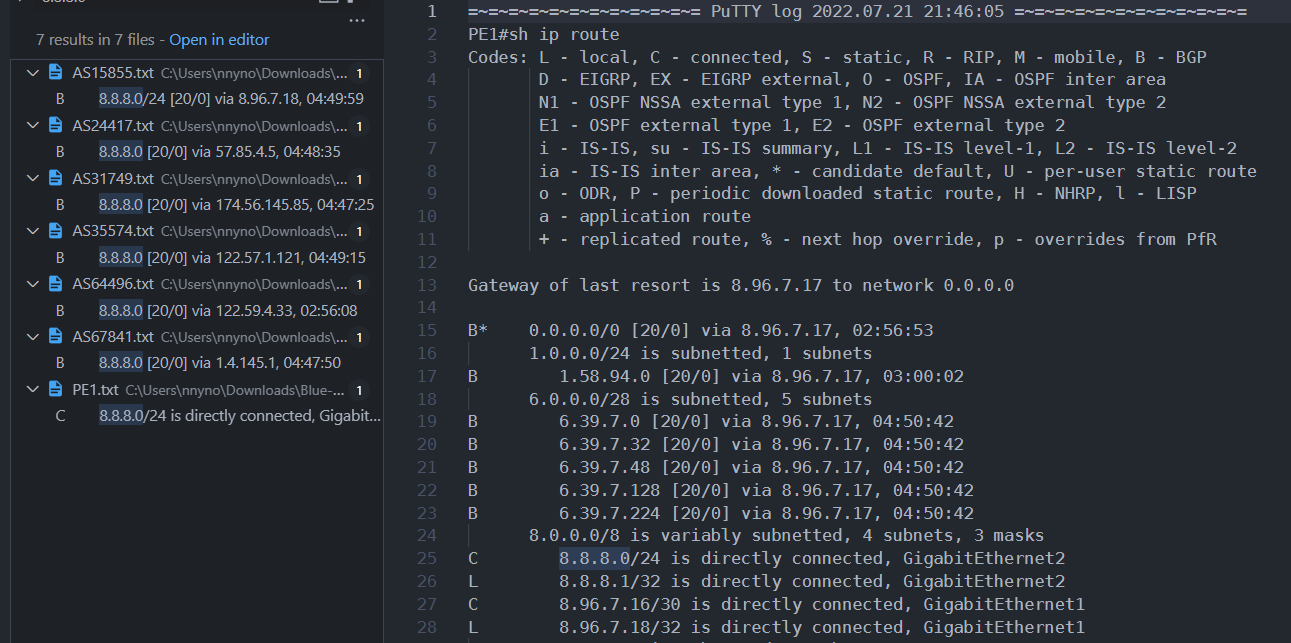 7 results in 7 files - Open in editor
AS15855.txt C:\Users\nnyno\Downloads\... 1
B 8.8.8.0/24 [20/0] via 8.96.7.18, 04:49:59
AS24417.txt C:\Users\nnyno\Downloads\... 1
B 8.8.8.0 [20/0] via 57.85.4.5, 04:48:35
AS31749.txt C:\Users\nnyno\Downloads\... 1
B 8.8.8.0 [20/0] via 174.56.145.85, 04:47:25
AS35574.txt C:\Users\nnyno\Downloads\... 1
B 8.8.8.0 [20/0] via 122.57.1.121, 04:49:15
AS64496.txt C:\Users\nnyno\Downloads\... 1
B 8.8.8.0 [20/0] via 122.59.4.33, 02:56:08
AS67841.txt C:\Users\nnyno\Downloads\... 1
B 8.8.8.0 [20/0] via 1.4.145.1, 04:47:50
PE1.txt C:\Users\nnyno\Downloads\Blue-... 1
C 8.8.8.0/24 is directly connected, Gigabit...
1 =~=~=~=~=~=~=~=~=~=~=~= PuTTY log 2022.07.21 21:46:05 =~=~=~=~=~=~=~=~=~=~=~=
2 PE1#sh ip route
3 Codes: L - local, C - connected, S - static, R - RIP, M - mobile, B - BGP
4 D - EIGRP, EX - EIGRP external, O - OSPF, IA - OSPF inter area
5 N1 - OSPF NSSA external type 1, N2 - OSPF NSSA external type 2
6 E1 - OSPF external type 1, E2 - OSPF external type 2
7 i - IS-IS, su - IS-IS summary, L1 - IS-IS level-1, L2 - IS-IS level-2
8 ia - IS-IS inter area, * - candidate default, U - per-user static route
9 o - ODR, P - periodic downloaded static route, H - NHRP, l - LISP
10 a - application route
11 + - replicated route, % - next hop override, p - overrides from PfR
12
13 Gateway of last resort is 8.96.7.17 to network 0.0.0.0
14
15 B* 0.0.0.0/0 [20/0] via 8.96.7.17, 02:56:53
16 1.0.0.0/24 is subnetted, 1 subnets
17 B 1.58.94.0 [20/0] via 8.96.7.17, 03:00:02
18 6.0.0.0/28 is subnetted, 5 subnets
19 B 6.39.7.0 [20/0] via 8.96.7.17, 04:50:42
20 B 6.39.7.32 [20/0] via 8.96.7.17, 04:50:42
21 B 6.39.7.48 [20/0] via 8.96.7.17, 04:50:42
22 B 6.39.7.128 [20/0] via 8.96.7.17, 04:50:42
23 B 6.39.7.224 [20/0] via 8.96.7.17, 04:50:42
24 8.0.0.0/8 is variably subnetted, 4 subnets, 3 masks
25 C 8.8.8.0/24 is directly connected, GigabitEthernet2
26 L 8.8.8.1/32 is directly connected, GigabitEthernet2
27 C 8.96.7.16/30 is directly connected, GigabitEthernet1
28 L 8.96.7.18/32 is directly connected, GigabitEthernet1